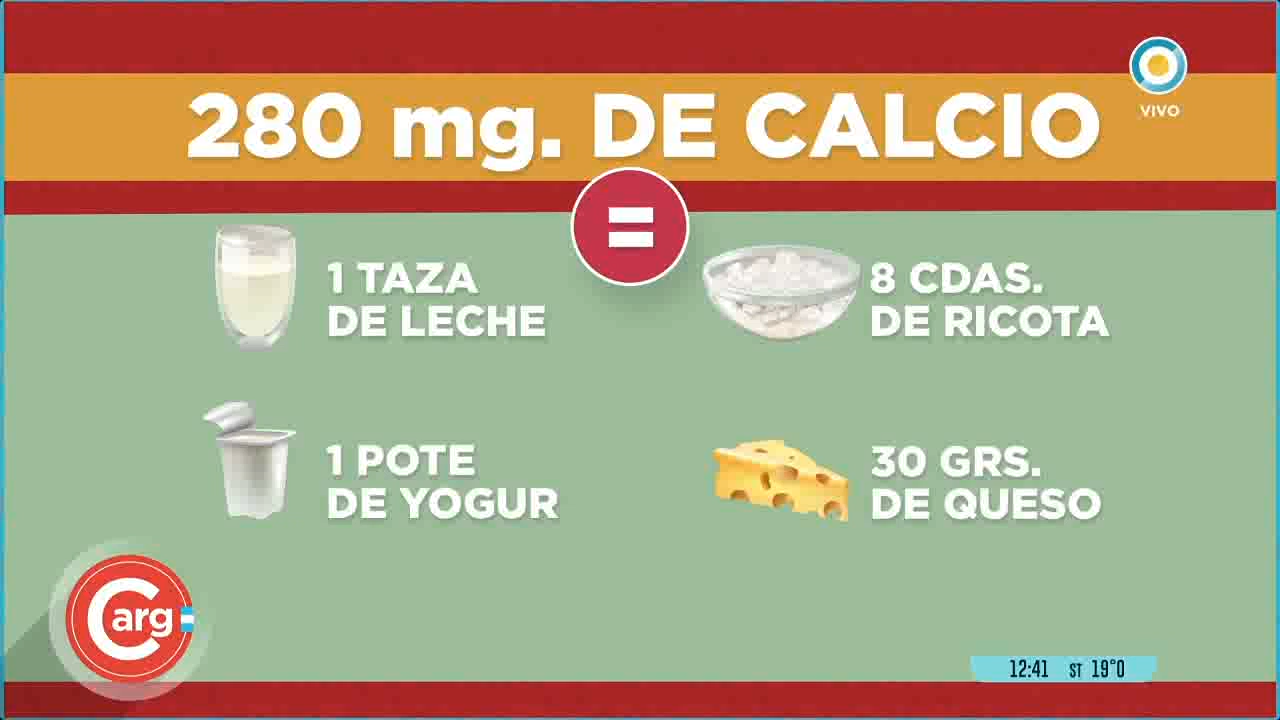 280 mg. DE CALCIO
VIVO
=
1 TAZA
DE LECHE
8 CDAS.
DE RICOTA
1 POTE
DE YOGUR
30 GRS.
DE QUESO
C arg
12:41 ST 19°0